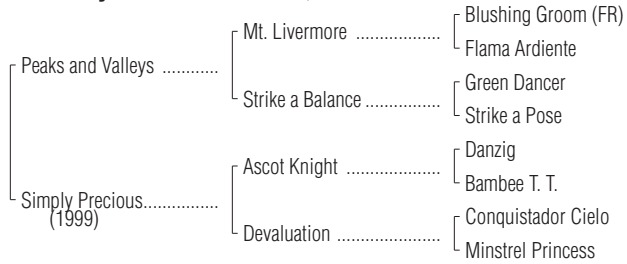 Blushing Groom (FR)
Mt. Livermore ..................
Flama Ardiente
Peaks and Valleys ............
Green Dancer
Strike a Balance ................
Strike a Pose
Danzig
Ascot Knight ....................
Bambee T. T.
Simply Precious................
(1999)
Conquistador Cielo
Devaluation ......................
Minstrel Princess